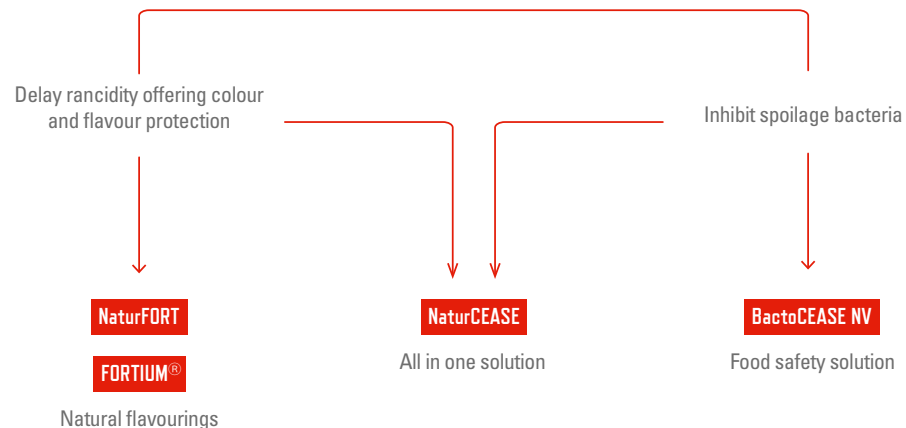 Delay rancidity offering colour
and flavour protection
Inhibit spoilage bacteria
NaturFORT
FORTIUM®
Natural flavourings
NaturCEASE
All in one solution
BactoCEASE NV
Food safety solution